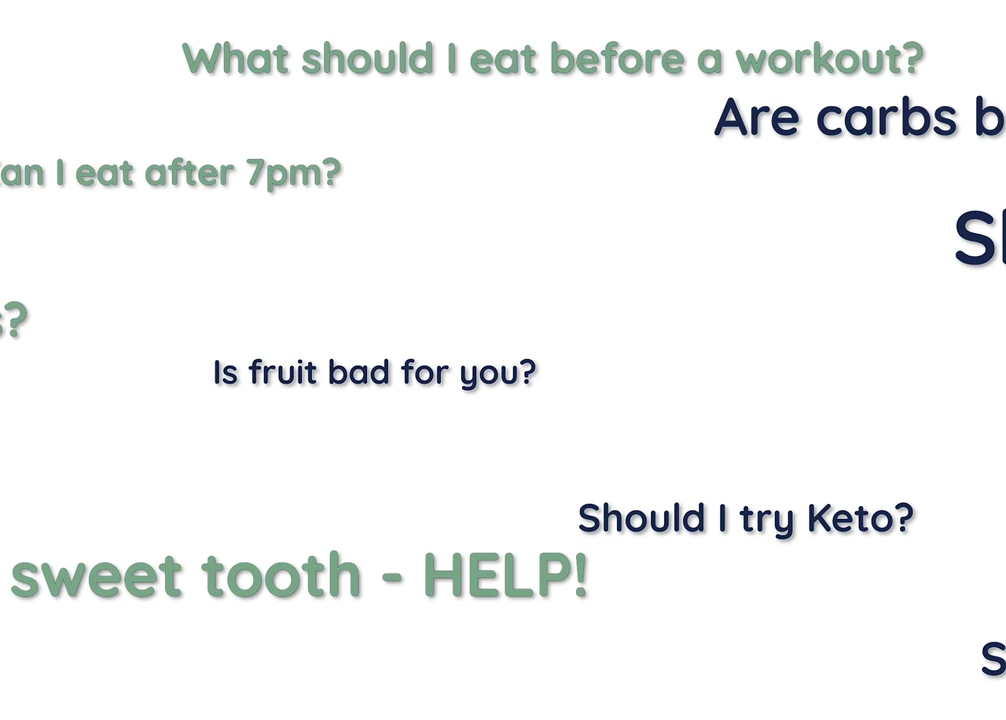 What should I eat before a workout?
Are carbs b
an I eat after 7pm?
S
s?
Is fruit bad for you?
Should I try Keto?
sweet tooth - HELP!
S